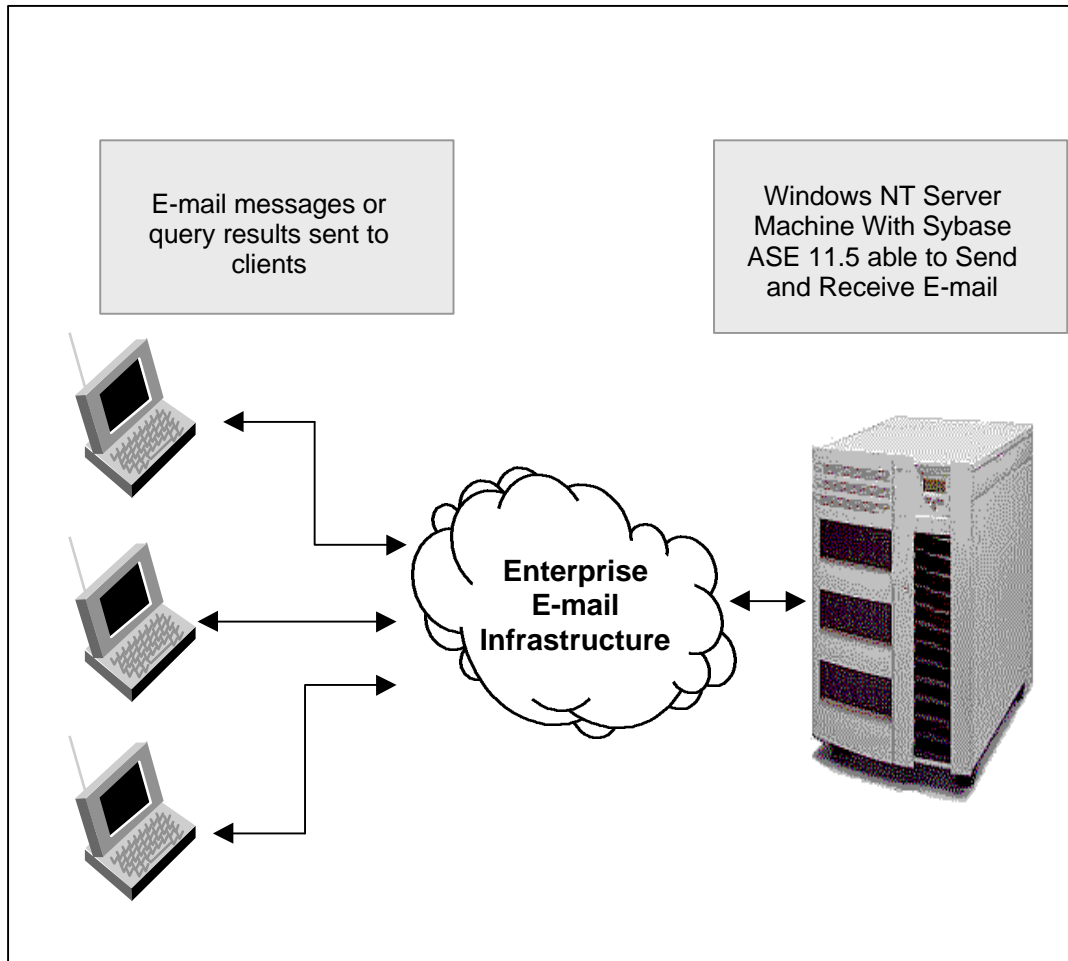 E-mail messages or
query results sent to
clients
Windows NT Server
Machine With Sybase
ASE 11.5 able to Send
and Receive E-mail
Enterprise
E-mail
Infrastructure